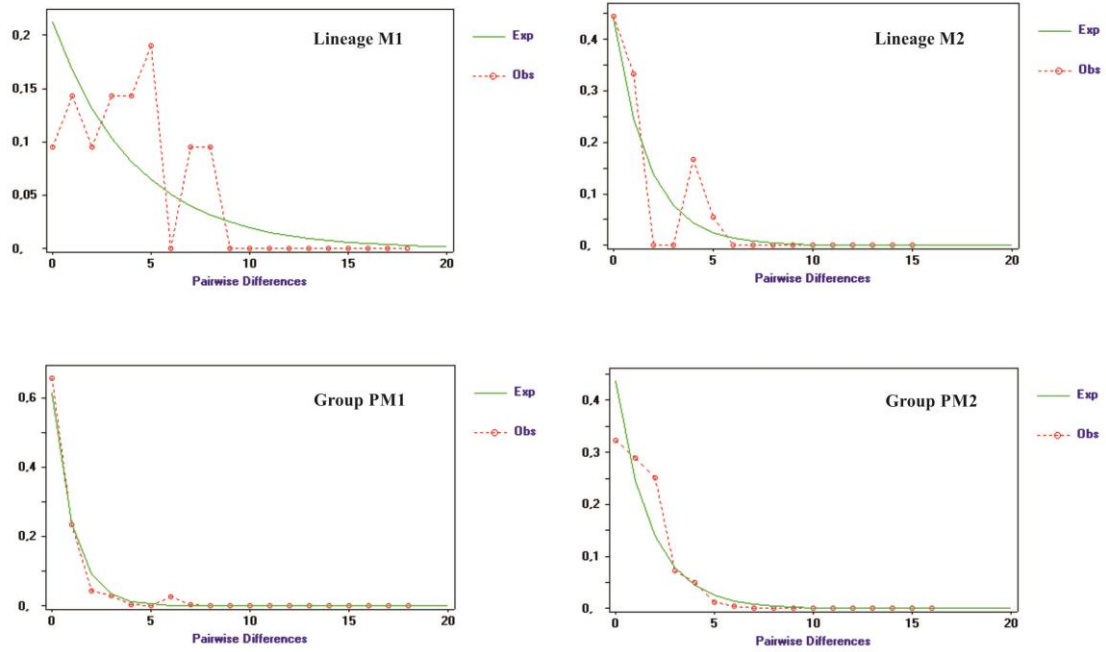 Lineage M1
Exp
Obs
0,2
0,15
0,1
0,05
0,
0 5 10 15 20
Pairwise Differences
Lineage M2
Exp
Obs
0,4
0,3
0,2
0,1
0,
0 5 10 15 20
Pairwise Differences
Group PM1
Exp
Obs
0,6
0,4
0,2
0,
0 5 10 15 20
Pairwise Differences
Group PM2
Exp
Obs
0,4
0,3
0,2
0,1
0,
0 5 10 15 20
Pairwise Differences